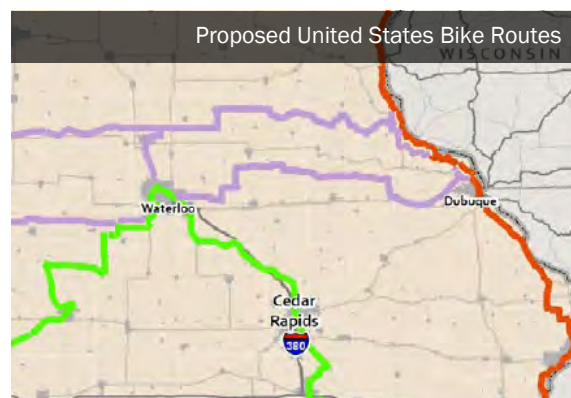 Proposed United States Bike Routes
WISCONSIN
Waterloo
Dubuque
Cedar
Rapids
380